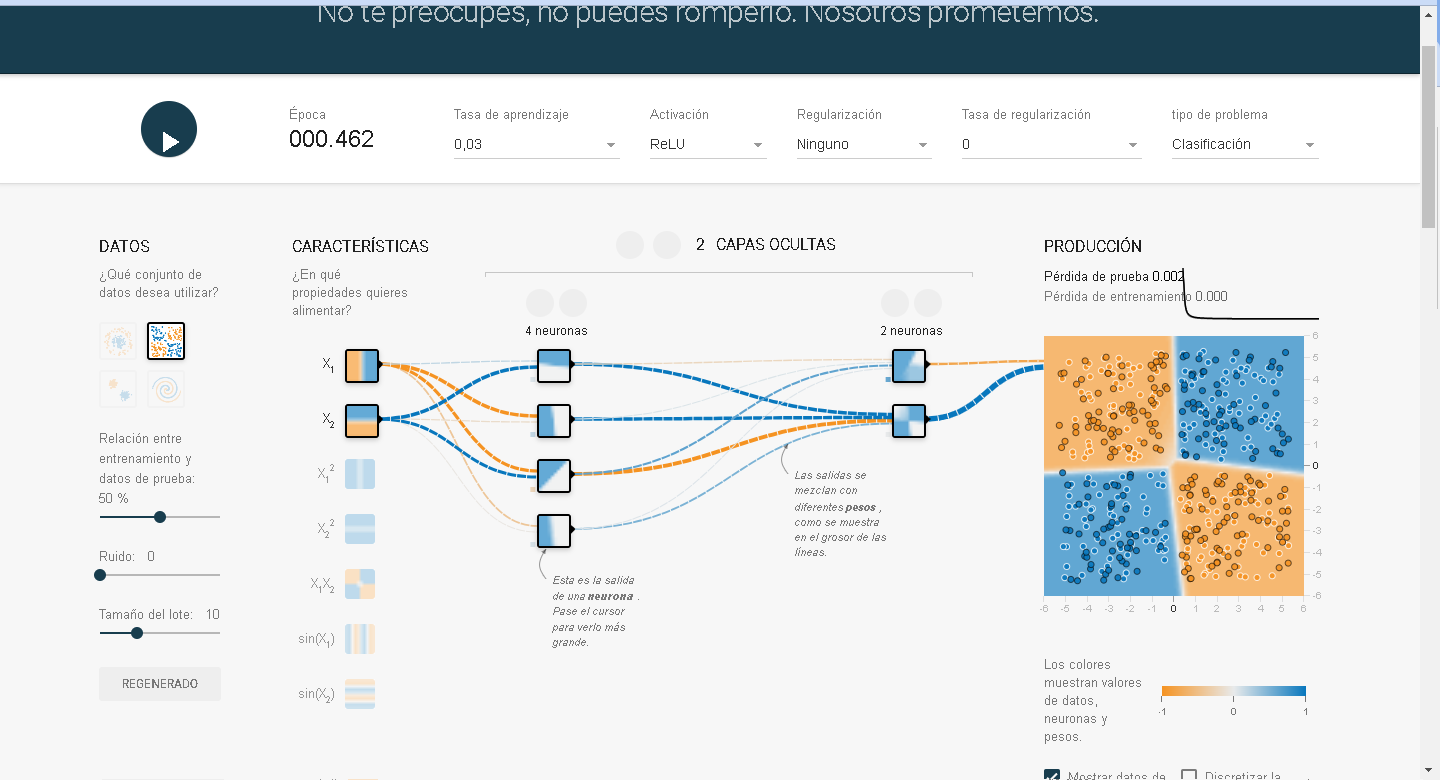 No te preocupes, no puedes romperlo. Nosotros prometemos.
Época
000.462
Tasa de aprendizaje
0,03
Activación
ReLU
Regularización
Ninguno
Tasa de regularización
0
tipo de problema
Clasificación
DATOS
¿Qué conjunto de
datos desea utilizar?
Relación entre
entrenamiento y
datos de prueba:
50 %
Ruido: 0
Tamaño del lote: 10
REGENERADO
CARACTERÍSTICAS
¿En qué
propiedades quieres
alimentar?
X1
X2
X1^2
X2^2
X1X2
sin(X1)
sin(X2)
2 CAPAS OCULTAS
4 neuronas
2 neuronas
Esta es la salida
de una neurona .
Pase el cursor
para verlo más
grande.
Las salidas se
mezclan con
diferentes pesos ,
como se muestra
en el grosor de las
líneas.
PRODUCCIÓN
Pérdida de prueba 0.002
Pérdida de entrenamiento 0.000
6
5
4
3
2
1
0
-1
-2
-3
-4
-5
-6
-6 -5 -4 -3 -2 -1 0 1 2 3 4 5 6
Los colores
muestran valores
de datos,
neuronas y
pesos.
-1 0 1
Mostrar datos de
Discretizar la